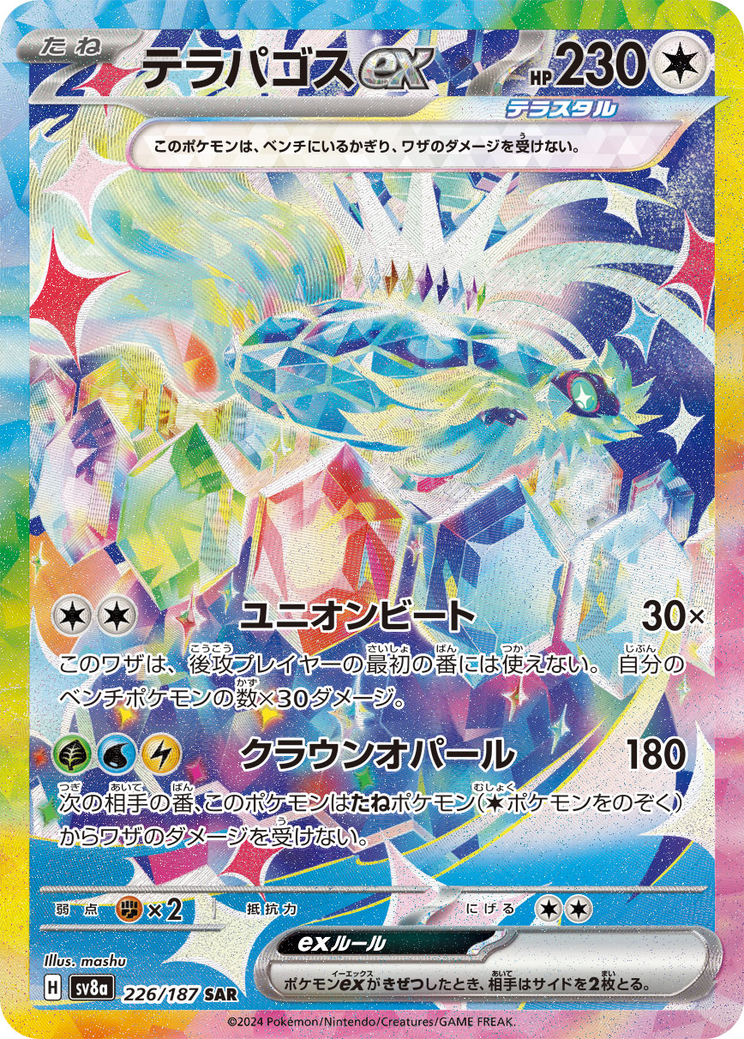 たね テラパゴスex HP230
テラスタル
このポケモンは、ベンチにいるかぎり、ワザのダメージを受けない。
ユニオンビート 30×
このワザは、後攻プレイヤーの最初の番には使えない。自分の
ベンチポケモンの数×30ダメージ。
クラウンオパール 180
次の相手の番、このポケモンはたねポケモン(ポケモンをのぞく)
からワザのダメージを受けない。
弱点 ×2 抵抗力 にげる
Illus. mashu
exルール
ポケモンexがきぜつしたとき、相手はサイドを2枚とる。
H sv8a 226/187 SAR
©2024 Pokémon/Nintendo/Creatures/GAME FREAK.